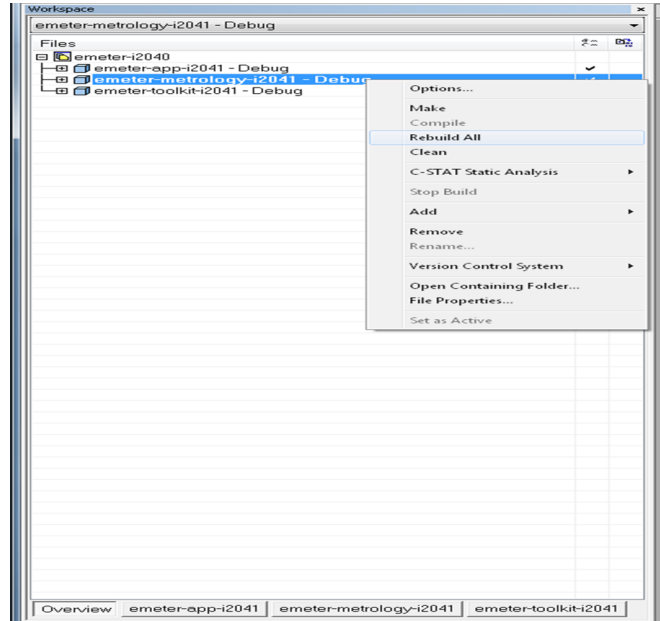 Workspace
emeter-metrology-i2041 - Debug
Files
emeter-i2040
emeter-app-i2041 - Debug
emeter-metrology-i2041 - Debug
emeter-toolkit-i2041 - Debug
Options...
Make
Compile
Rebuild All
Clean
C-STAT Static Analysis
Stop Build
Add
Remove
Rename...
Version Control System
Open Containing Folder...
File Properties...
Set as Active
Overview emeter-app-i2041 emeter-metrology-i2041 emeter-toolkit-i2041